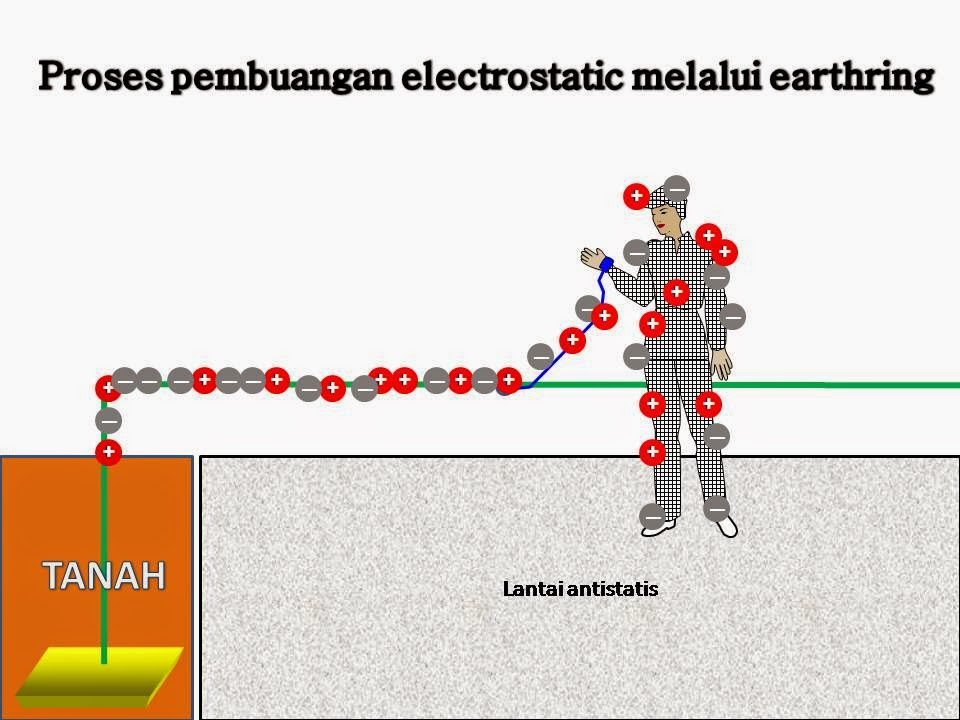 Proses pembuangan electrostatic melalui earthring
TANAH
Lantai antistatis